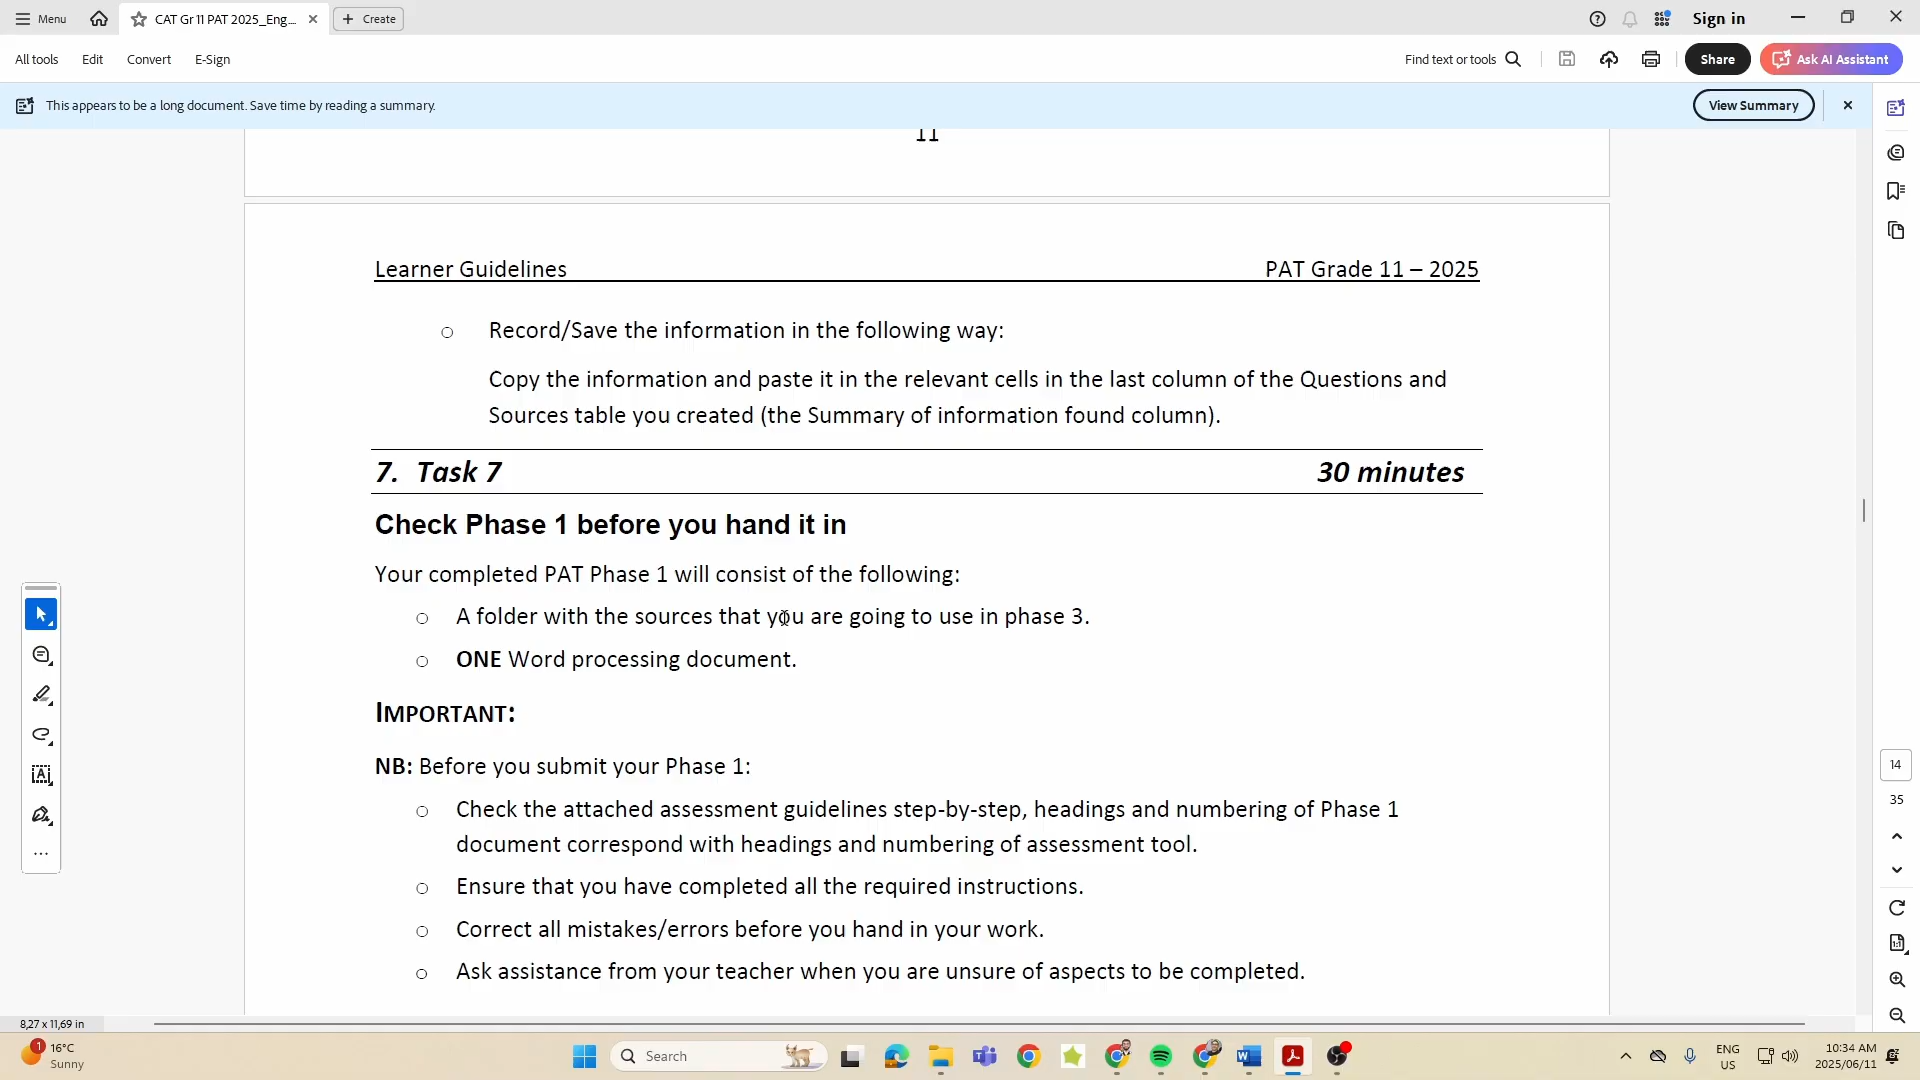 Menu
CAT Gr 11 PAT 2025_Eng...
Create
Sign in
All tools
Edit
Convert
E-Sign
Find text or tools
Share
Ask AI Assistant
This appears to be a long document. Save time by reading a summary.
View Summary
11
Learner Guidelines
PAT Grade 11 – 2025
Record/Save the information in the following way:
Copy the information and paste it in the relevant cells in the last column of the Questions and
Sources table you created (the Summary of information found column).
7. Task 7
30 minutes
Check Phase 1 before you hand it in
Your completed PAT Phase 1 will consist of the following:
A folder with the sources that you are going to use in phase 3.
ONE Word processing document.
IMPORTANT:
NB: Before you submit your Phase 1:
Check the attached assessment guidelines step-by-step, headings and numbering of Phase 1
document correspond with headings and numbering of assessment tool.
Ensure that you have completed all the required instructions.
Correct all mistakes/errors before you hand in your work.
Ask assistance from your teacher when you are unsure of aspects to be completed.
14
35
8,27 x 11,69 in
1
16°C
Sunny
Search
ENG
US
10:34 AM
2025/06/11